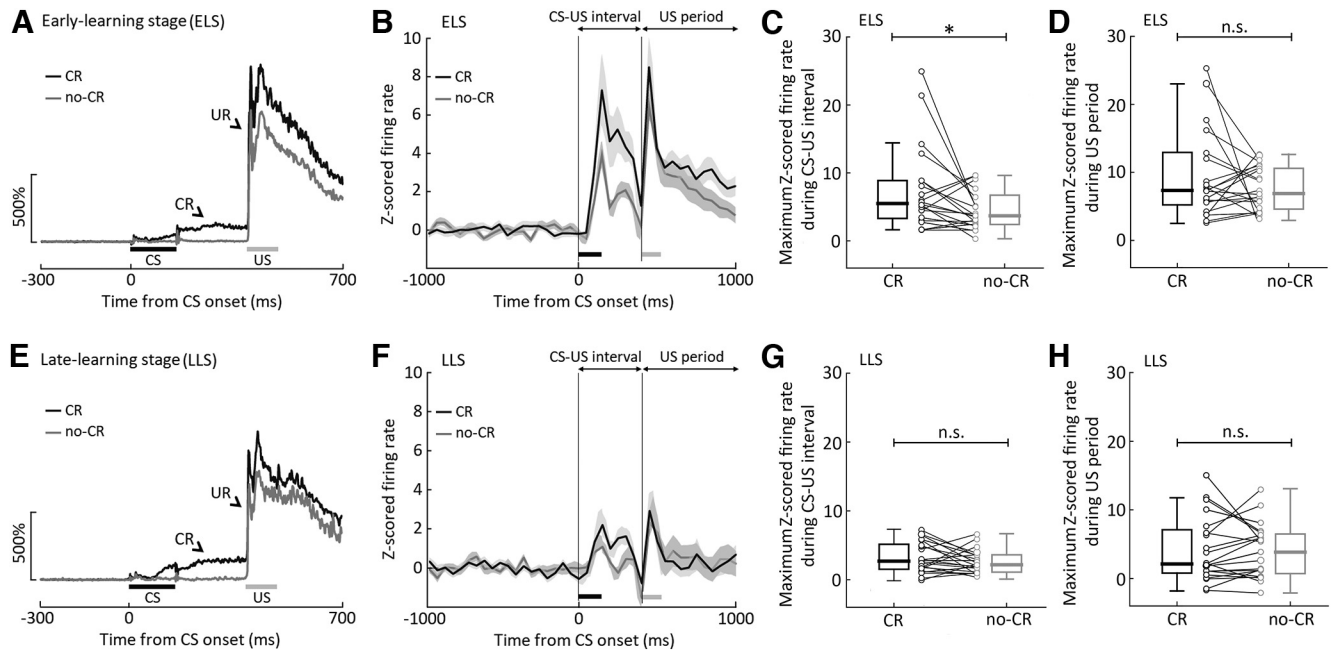 A Early-learning stage (ELS)
CR
no-CR
UR
CR
500%
CS
US
-300
0
700
Time from CS onset (ms)
B ELS
CS-US interval
US period
CR
no-CR
Z-scored firing rate
10
8
6
4
2
0
-1000
0
1000
Time from CS onset (ms)
C ELS
*
Maximum Z-scored firing rate
during CS-US interval
30
20
10
0
CR
no-CR
D ELS
n.s.
Maximum Z-scored firing rate
during US period
30
20
10
0
CR
no-CR
E Late-learning stage (LLS)
CR
no-CR
UR
CR
500%
CS
US
-300
0
700
Time from CS onset (ms)
F LLS
CS-US interval
US period
CR
no-CR
Z-scored firing rate
10
8
6
4
2
0
-1000
0
1000
Time from CS onset (ms)
G LLS
n.s.
Maximum Z-scored firing rate
during CS-US interval
30
20
10
0
CR
no-CR
H LLS
n.s.
Maximum Z-scored firing rate
during US period
30
20
10
0
CR
no-CR